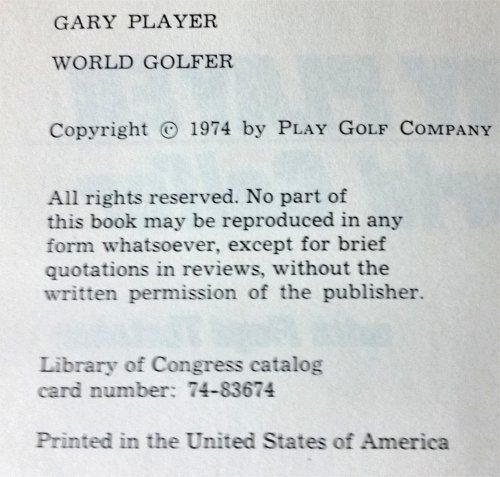 GARY PLAYER
WORLD GOLFER
Copyright © 1974 by PLAY GOLF COMPANY
All rights reserved. No part of
this book may be reproduced in any
form whatsoever, except for brief
quotations in reviews, without the
written permission of the publisher.
Library of Congress catalog
card number: 74-83674
Printed in the United States of America